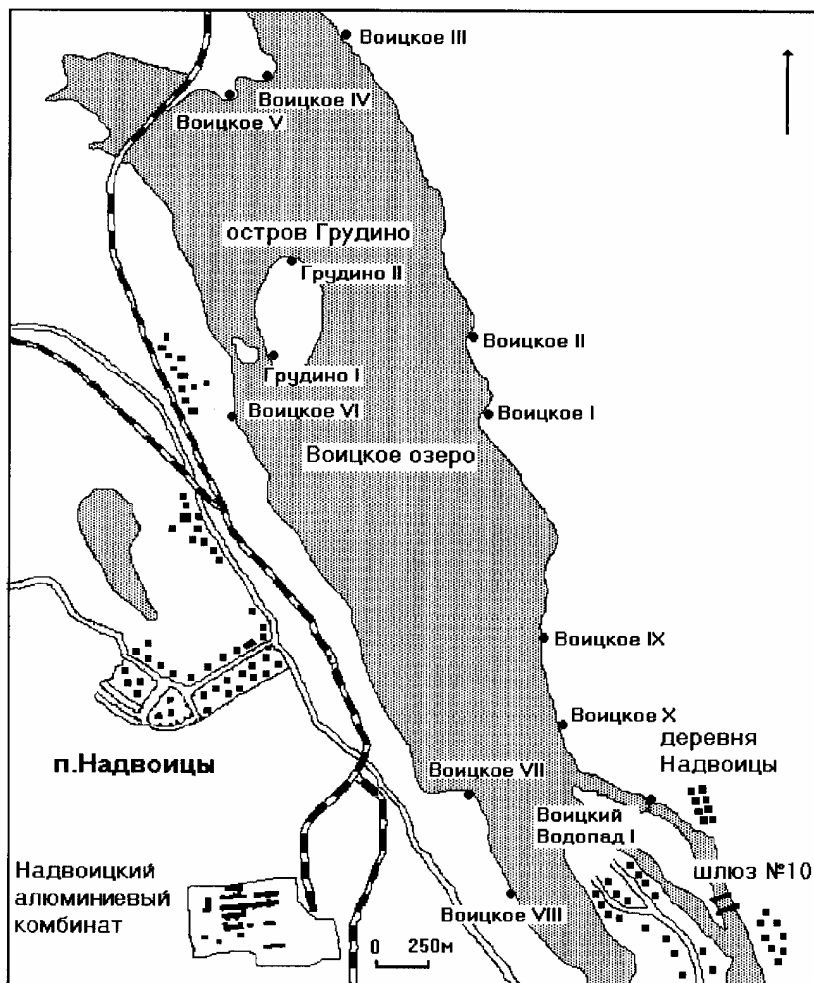 Воицкое III
Воицкое IV
Воицкое V
остров Грудино
Грудино II
Воицкое II
Грудино I
Воицкое VI
Воицкое I
Воицкое озеро
Воицкое IX
Воицкое X
деревня
Надвоицы
п.Надвоицы
Воицкое VII
Воицкий
Водопад I
Надвоицкий
алюминиевый
комбинат
шлюз №10
Воицкое VIII
0 250м